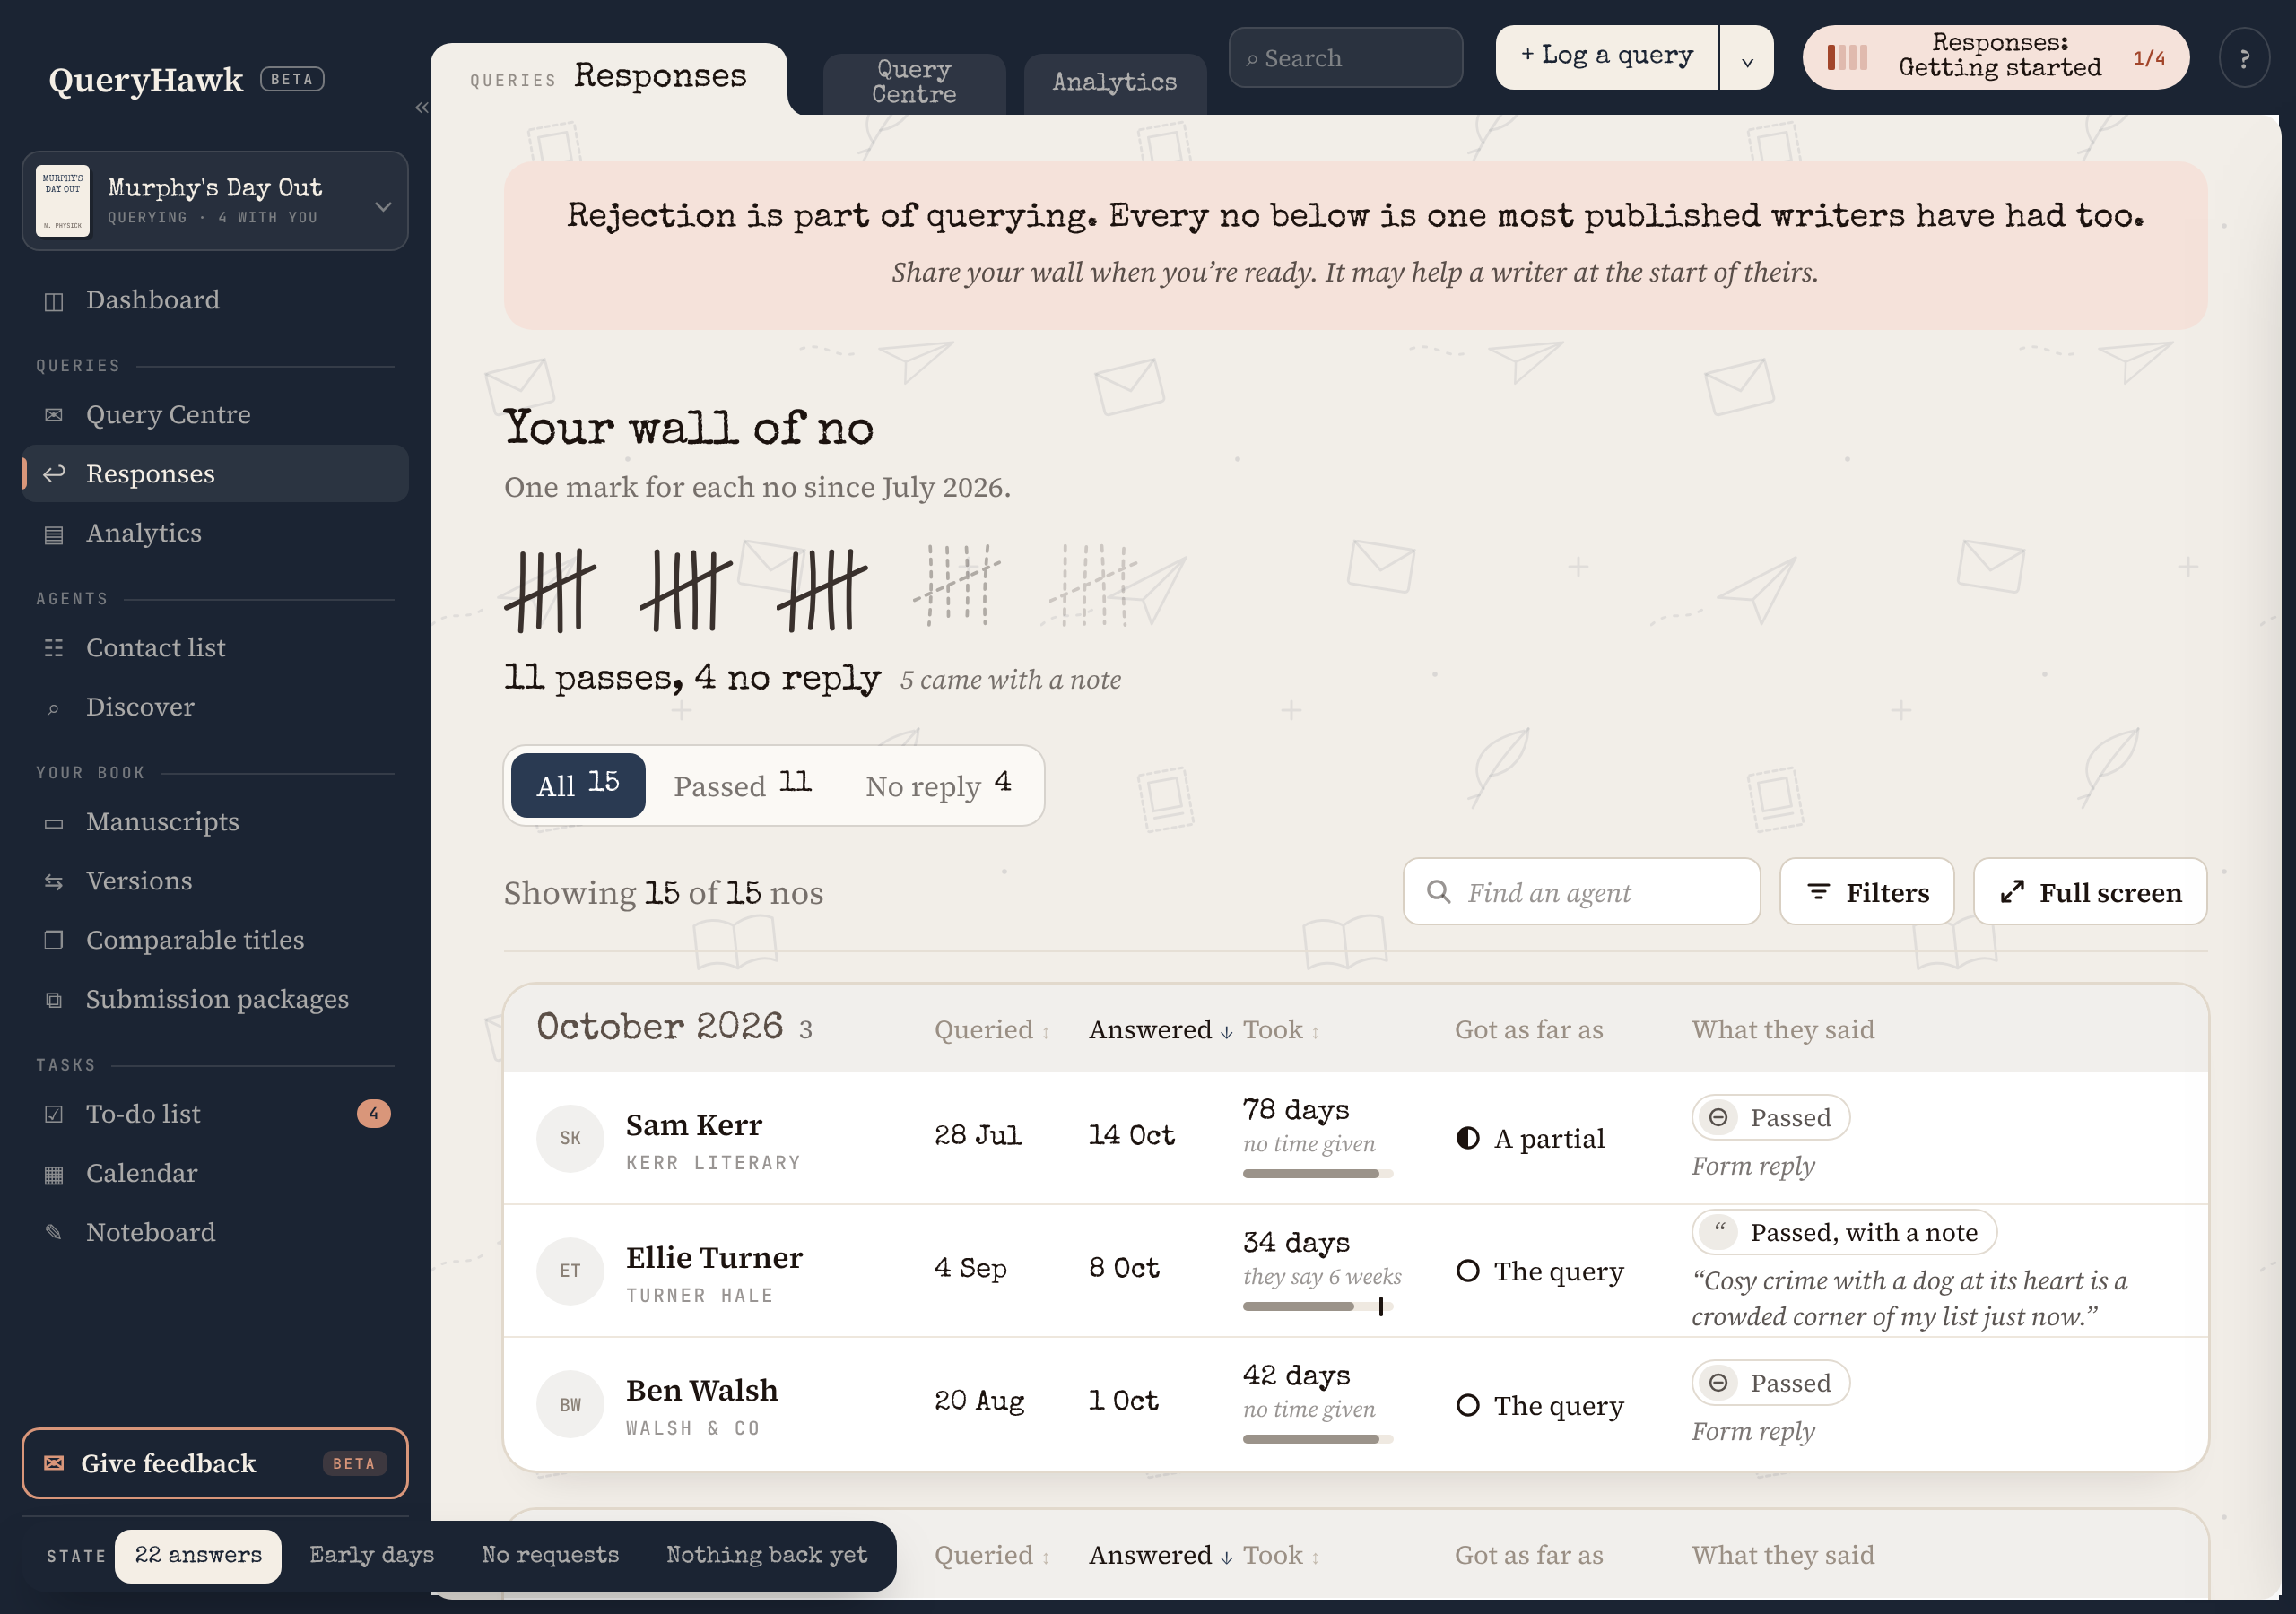 QueryHawk BETA
«
MURPHY'S
DAY OUT
N. PHYSICK
Murphy's Day Out
QUERYING · 4 WITH YOU
Dashboard
QUERIES
Query Centre
Responses
Analytics
AGENTS
Contact list
Discover
YOUR BOOK
Manuscripts
Versions
Comparable titles
Submission packages
TASKS
To-do list 4
Calendar
Noteboard
Give feedback BETA
QUERIES Responses
Query
Centre
Analytics
Search
+ Log a query
Responses:
Getting started
1/4
?
Rejection is part of querying. Every no below is one most published writers have had too.
Share your wall when you're ready. It may help a writer at the start of theirs.
Your wall of no
One mark for each no since July 2026.
11 passes, 4 no reply 5 came with a note
All 15 Passed 11 No reply 4
Showing 15 of 15 nos
Find an agent
Filters
Full screen
October 2026 3 Queried ↕ Answered ↓ Took ↕ Got as far as What they said
SK
Sam Kerr
KERR LITERARY
28 Jul
14 Oct
78 days
no time given
A partial
Passed
Form reply
ET
Ellie Turner
TURNER HALE
4 Sep
8 Oct
34 days
they say 6 weeks
The query
“ Passed, with a note
“Cosy crime with a dog at its heart is a
crowded corner of my list just now.”
BW
Ben Walsh
WALSH & CO
20 Aug
1 Oct
42 days
no time given
The query
Passed
Form reply
Queried ↕ Answered ↓ Took ↕ Got as far as What they said
STATE 22 answers Early days No requests Nothing back yet